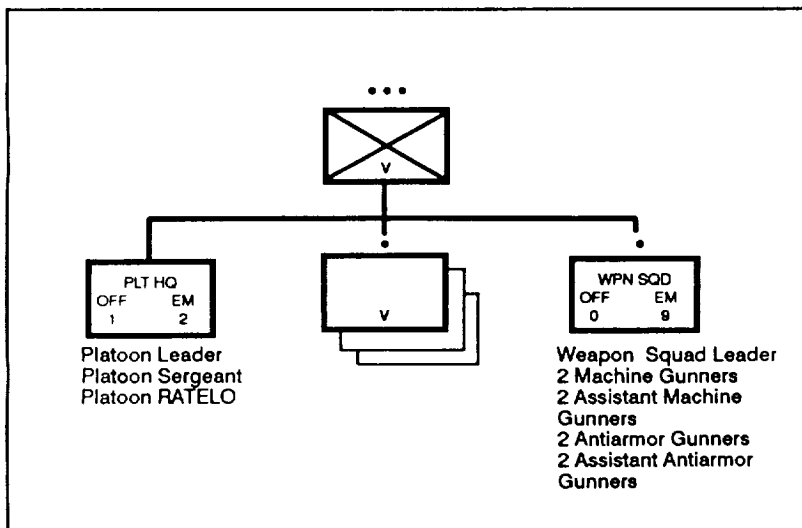 V
PLT HQ
OFF EM
1 2
V
WPN SQD
OFF EM
0 9
Platoon Leader
Platoon Sergeant
Platoon RATELO
Weapon Squad Leader
2 Machine Gunners
2 Assistant Machine
Gunners
2 Antiarmor Gunners
2 Assistant Antiarmor
Gunners